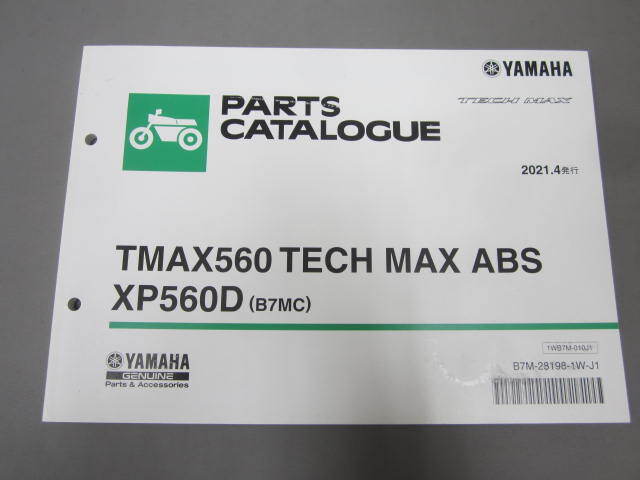 YAMAHA
TECH MAX
PARTS
CATALOGUE
2021.4発行
TMAX560 TECH MAX ABS
XP560D (B7MC)
1WB7M-010J1
B7M-28198-1W-J1
YAMAHA
GENUINE
Parts & Accessories